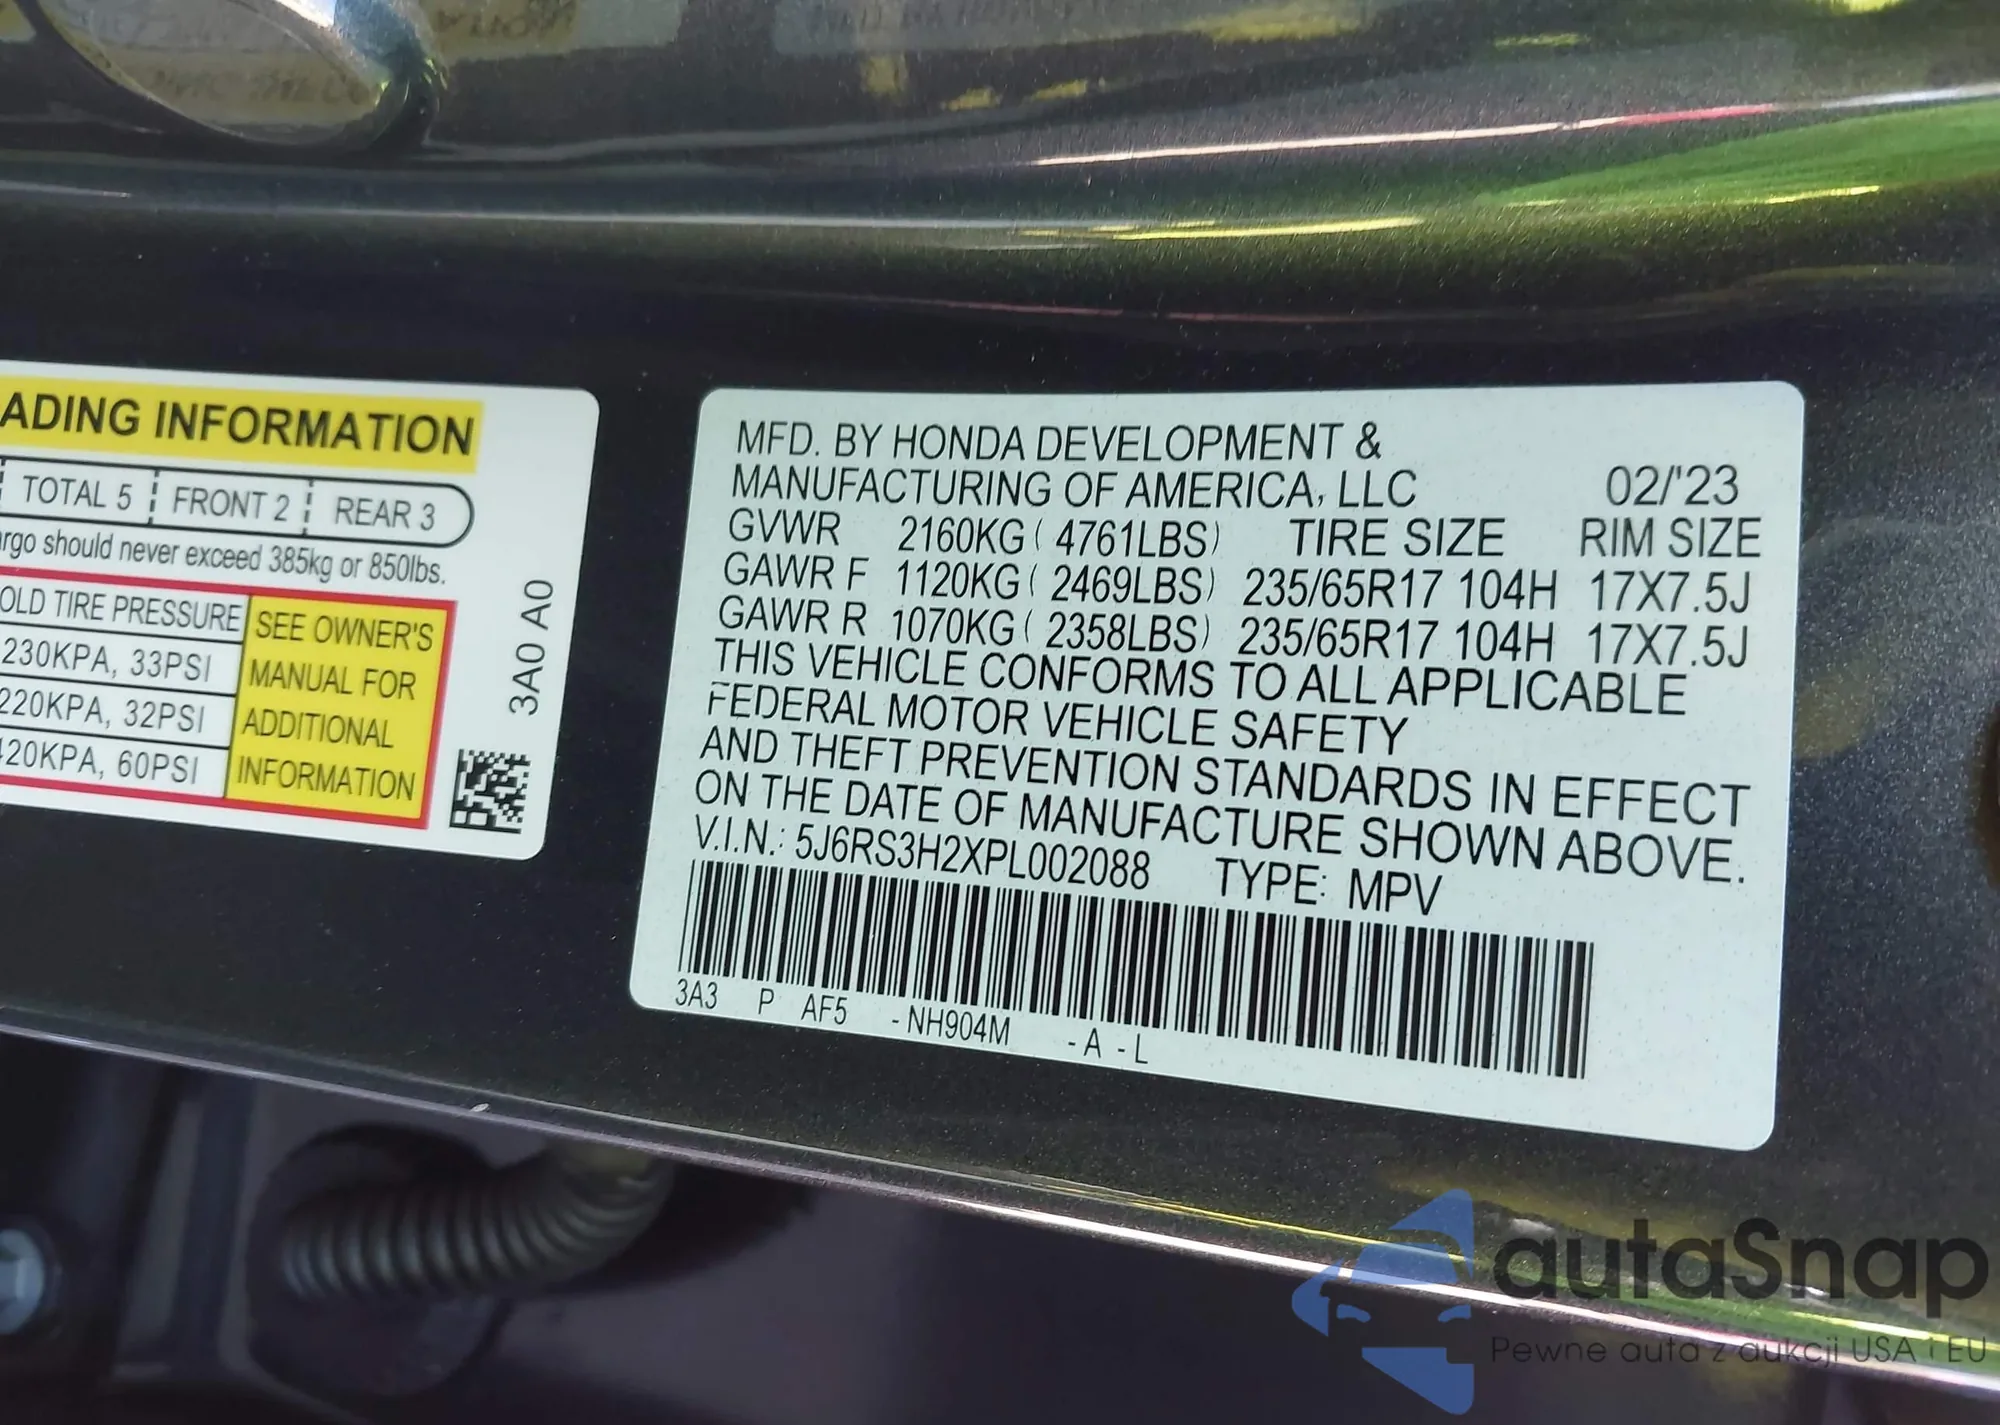 ADING INFORMATION
TOTAL 5 FRONT 2 REAR 3
rgo should never exceed 385kg or 850lbs.
OLD TIRE PRESSURE
230KPA, 33PSI
220KPA, 32PSI
420KPA, 60PSI
SEE OWNER'S
MANUAL FOR
ADDITIONAL
INFORMATION
3A0 A0
MFD. BY HONDA DEVELOPMENT &
MANUFACTURING OF AMERICA, LLC 02/'23
GVWR 2160KG ( 4761LBS) TIRE SIZE RIM SIZE
GAWR F 1120KG ( 2469LBS) 235/65R17 104H 17X7.5J
GAWR R 1070KG ( 2358LBS) 235/65R17 104H 17X7.5J
THIS VEHICLE CONFORMS TO ALL APPLICABLE
FEDERAL MOTOR VEHICLE SAFETY
AND THEFT PREVENTION STANDARDS IN EFFECT
ON THE DATE OF MANUFACTURE SHOWN ABOVE.
V.I.N.: 5J6RS3H2XPL002088 TYPE: MPV
3A3 P AF5 -NH904M -A -L
autaSnap
Pewne auta z aukcji USA i EU